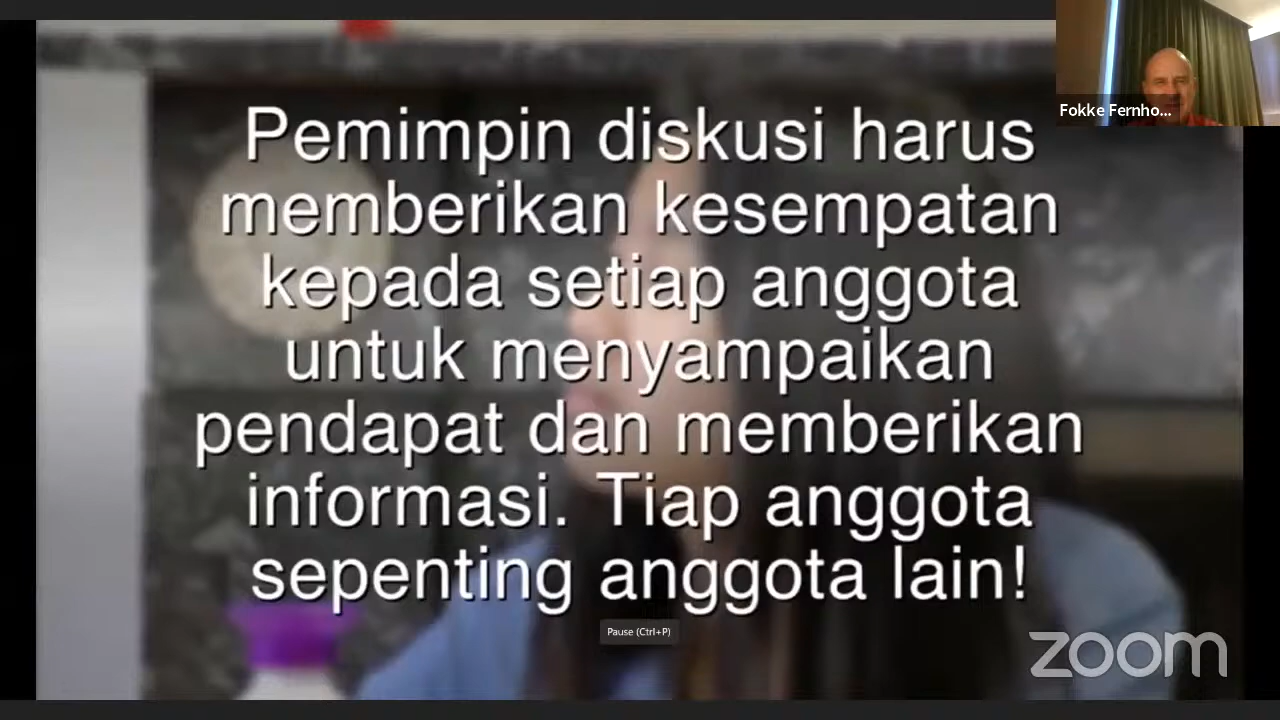 Fokke Fernho...
Pemimpin diskusi harus
memberikan kesempatan
kepada setiap anggota
untuk menyampaikan
pendapat dan memberikan
informasi. Tiap anggota
sepenting anggota lain!
Pause (Ctrl+P)
zoom